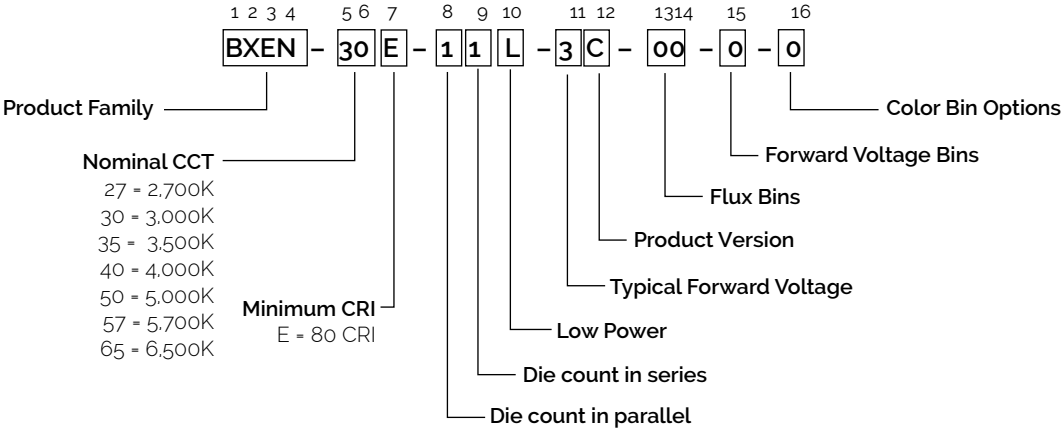 1 2 3 4 5 6 7 8 9 10 11 12 1314 15 16
BXEN – 30 E – 1 1 L – 3 C – 00 – 0 – 0
Product Family
Color Bin Options
Nominal CCT
27 = 2,700K
30 = 3,000K
35 = 3,500K
40 = 4,000K
50 = 5,000K
57 = 5,700K
65 = 6,500K
Forward Voltage Bins
Flux Bins
Product Version
Typical Forward Voltage
Minimum CRI
E = 80 CRI
Low Power
Die count in series
Die count in parallel